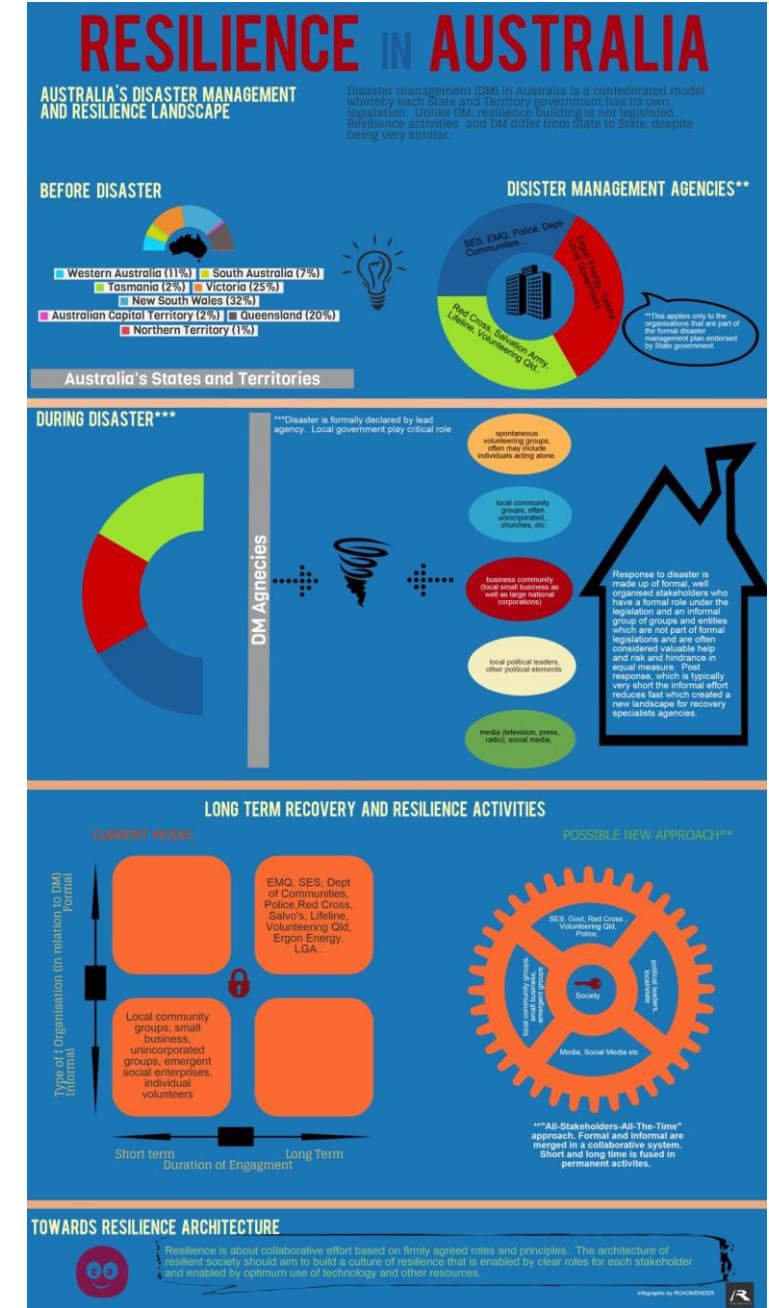 RESILIENCE IN AUSTRALIA
AUSTRALIA'S DISASTER MANAGEMENT
AND RESILIENCE LANDSCAPE
Disaster management (DM) in Australia is a confederated model
whereby each State and Territory government has its own
legislation. Unlike DM, resilience building is not legislated.
Resilience activities and DM differ from State to State, despite
being very similar.
BEFORE DISASTER
Western Australia (11%) South Australia (7%)
Tasmania (2%) Victoria (25%)
New South Wales (32%)
Australian Capital Territory (2%) Queensland (20%)
Northern Territory (1%)
Australia's States and Territories
DISISTER MANAGEMENT AGENCIES**
SES, EMQ, Police, Dept-
Communities...
Ergon Energy, Telstra
Local Government
Red Cross, Salvation Army,
Lifeline, Volunteering Qld..
**This applies only to the
organisations that are part of
the formal disaster
management plan endorsed
by State government.
DURING DISASTER***
***Disaster is formally declared by lead
agency. Local government play critical role
DM Agnecies
spontaneous
volunteering groups,
often may include
individuals acting alone.
local community
groups, often
unincorporated,
churches, etc
business community
(local small business as
well as large national
corporations)
local political leaders,
other political elements
media (television, press,
radio), social media,
Response to disaster is
made up of formal, well
organised stakeholders who
have a formal role under the
legislation and an informal
group of groups and entities
which are not part of formal
legislations and are often
considered valuable help
and risk and hindrance in
equal measure. Post
response, which is typically
very short the informal effort
reduces fast which created a
new landscape for recovery
specialists agencies.
LONG TERM RECOVERY AND RESILIENCE ACTIVITIES
CURRENT MODEL
Type of f Organisation (in relation to DM)
Informal Formal
EMQ, SES, Dept
of Communities,
Police,Red Cross,
Salvo's, Lifeline,
Volunteering Qld,
Ergon Energy.
LGA..
Local community
groups, small
business,
unincorporated
groups, emergent
social enterprises,
individual
volunteers
Short term Long Term
Duration of Engagment
POSSIBLE NEW APPROACH**
SES, Govt, Red Cross ,
Volunteering Qld,
Police,
local community groups,
small business,
emergent groups
Society
political leaders,
local/state
Media, Social Media etc
**"All-Stakeholders-All-The-Time"
approach. Formal and informal are
merged in a collaborative system.
Short and long time is fused in
permanent activites.
TOWARDS RESILIENCE ARCHITECTURE
Resilience is about collaborative effort based on firmly agreed roles and principles. The architecture of
resilient society should aim to build a culture of resilience that is enabled by clear roles for each stakeholder
and enabled by optimum use of technology and other resources.
Infographic by ROADMENDER